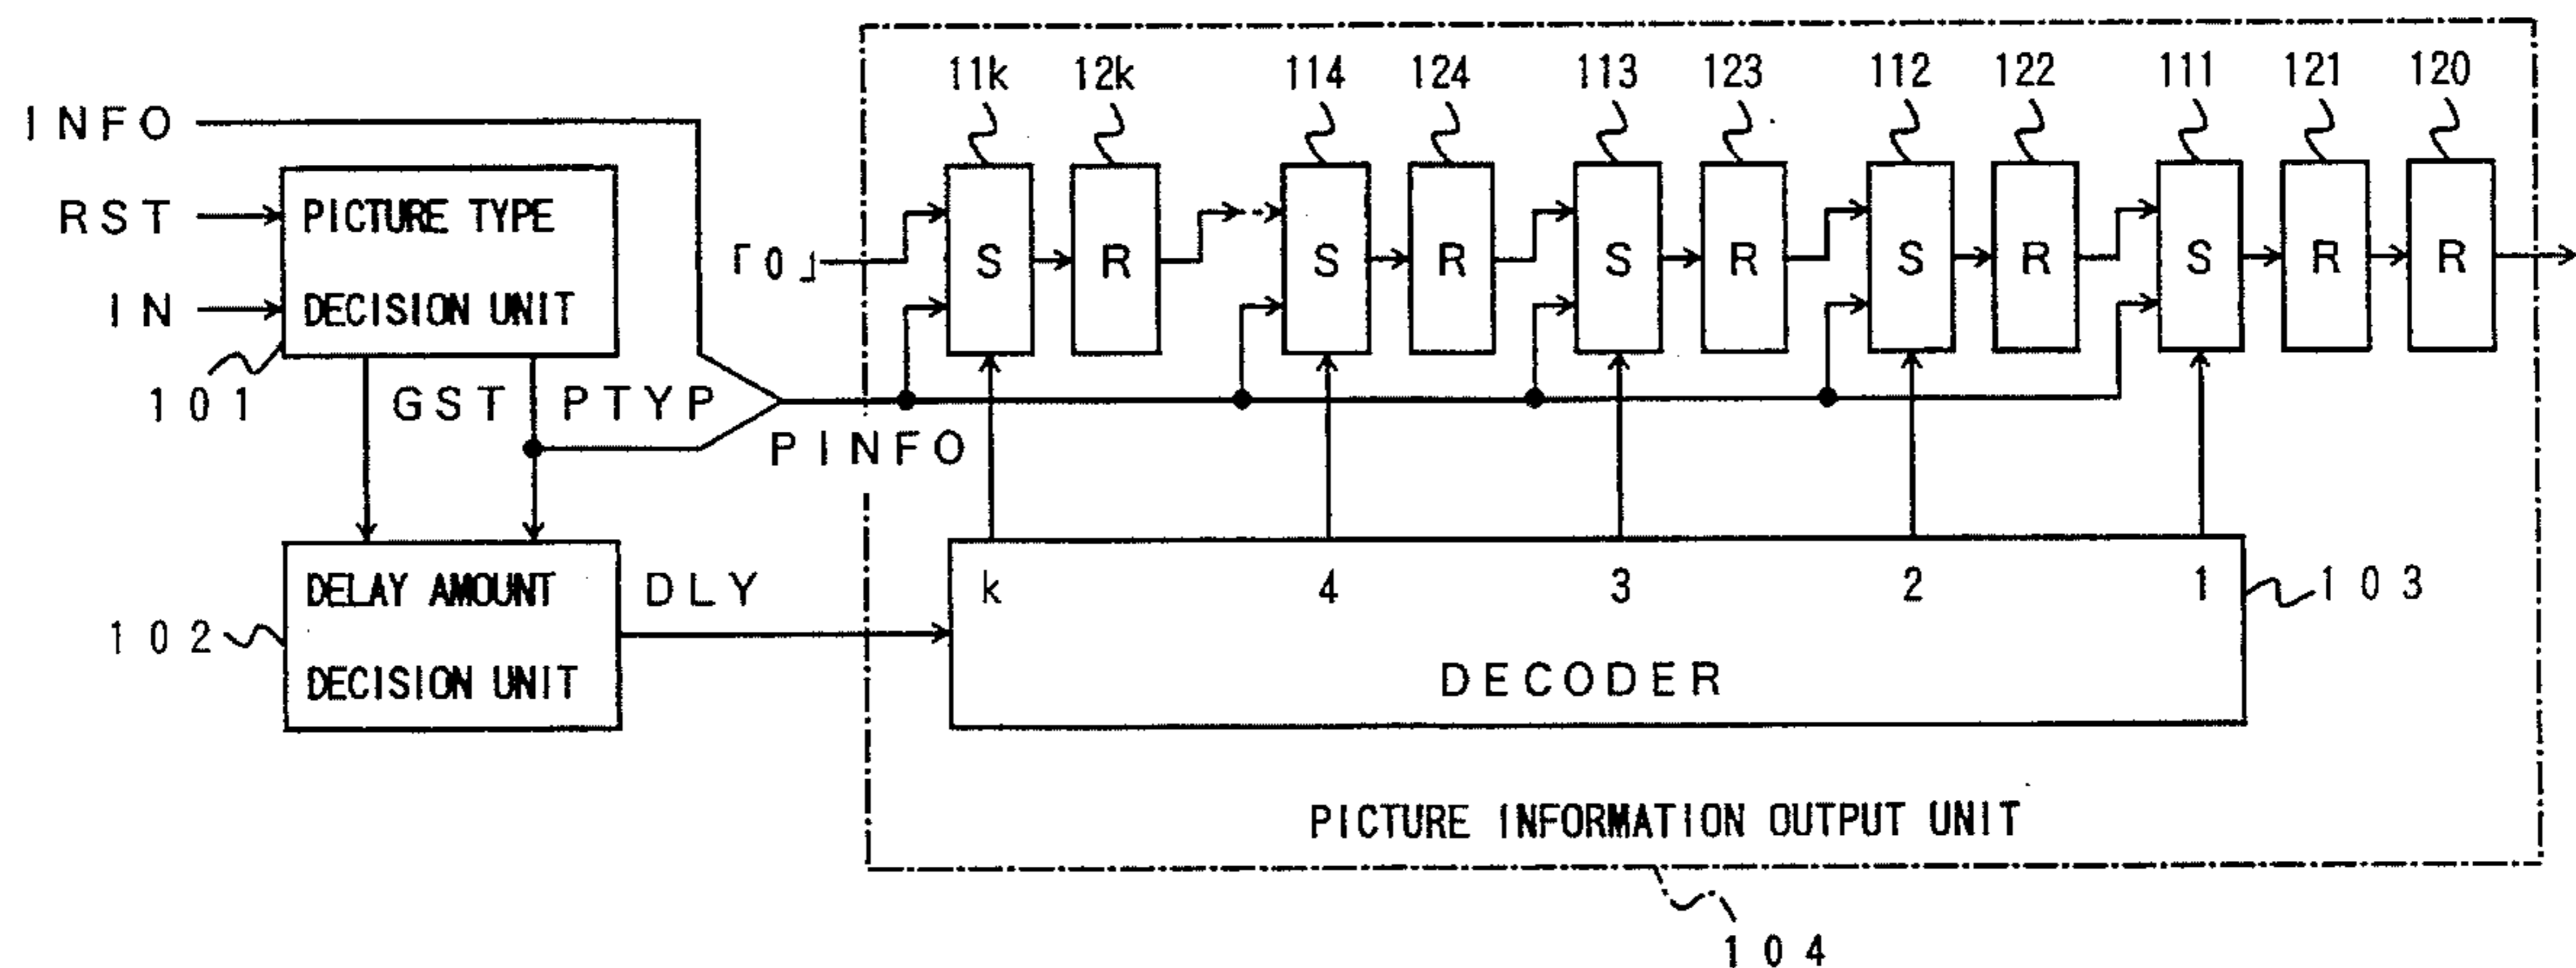 11k 12k 114 124 113 123 112 122 111 121 120
INFO
RST
IN
PICTURE TYPE
DECISION UNIT
101
GST
PTYP
PINFO
「0」
S R S R S R S R S R R
DELAY AMOUNT
DECISION UNIT
102
DLY
k 4 3 2 1
103
DECODER
PICTURE INFORMATION OUTPUT UNIT
104